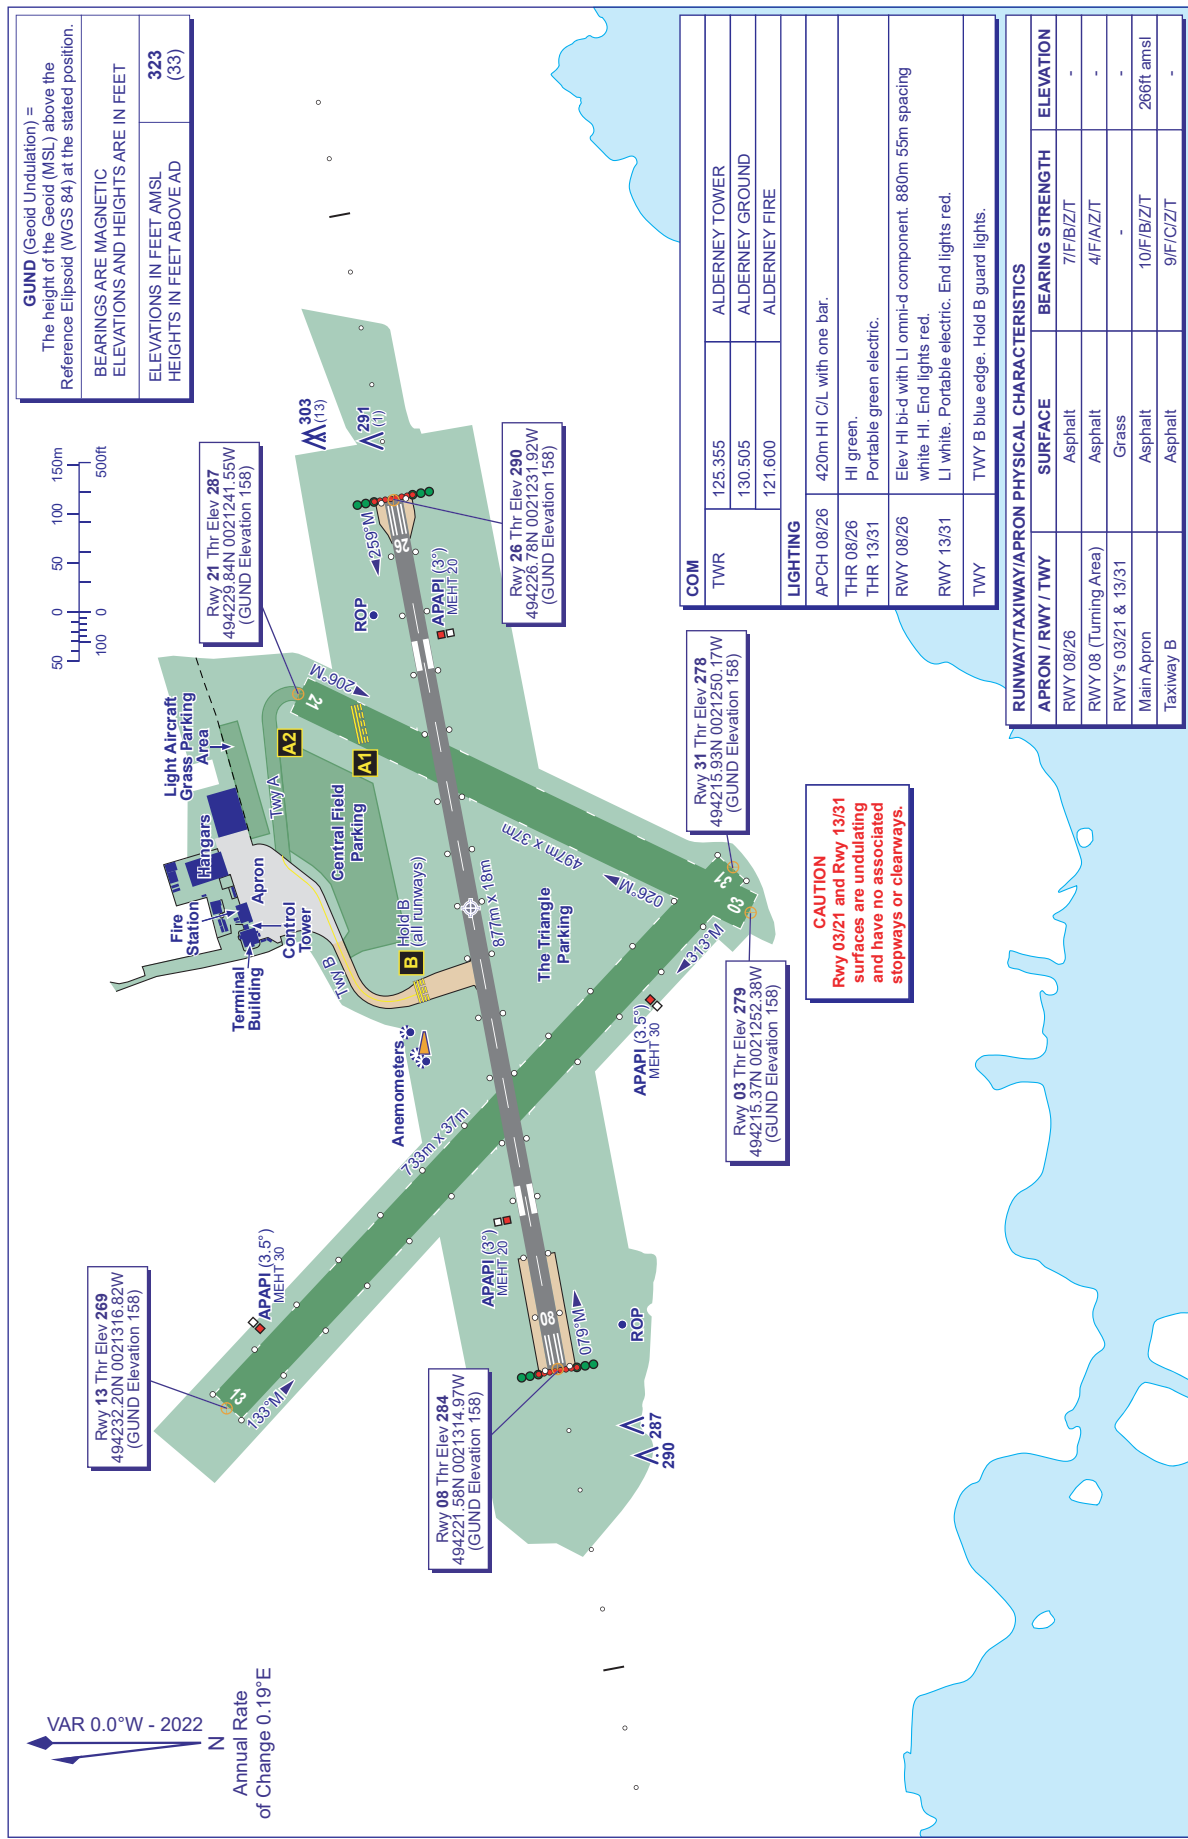 GUND (Geoid Undulation) =
The height of the Geoid (MSL) above the
Reference Elipsoid (WGS 84) at the stated position.
BEARINGS ARE MAGNETIC
ELEVATIONS AND HEIGHTS ARE IN FEET
ELEVATIONS IN FEET AMSL
HEIGHTS IN FEET ABOVE AD
323
(33)
VAR 0.0°W - 2022
N
Annual Rate
of Change 0.19°E
50 0 50 100 150m
100 0 500ft
Rwy 13 Thr Elev 269
494232.20N 0021316.82W
(GUND Elevation 158)
Rwy 21 Thr Elev 287
494229.84N 0021241.55W
(GUND Elevation 158)
Terminal
Building
Fire
Station
Control
Tower
Hangars
Apron
Light Aircraft
Grass Parking
Area
Twy A
A2
A1
Central Field
Parking
Twy B
B
Hold B
(all runways)
Anemometers
303
(13)
291
(1)
13
133°M
APAPI (3.5°)
MEHT 30
733m x 37m
21
206°M
ROP
259°M
26
APAPI (3°)
MEHT 20
Rwy 26 Thr Elev 290
494226.78N 0021231.92W
(GUND Elevation 158)
877m x 18m
497m x 37m
The Triangle
Parking
026°M
Rwy 08 Thr Elev 284
494221.58N 0021314.97W
(GUND Elevation 158)
APAPI (3°)
MEHT 20
08
079°M
ROP
287
290
313°M
APAPI (3.5°)
MEHT 30
31
03
Rwy 31 Thr Elev 278
494215.93N 0021250.17W
(GUND Elevation 158)
Rwy 03 Thr Elev 279
494215.37N 0021252.38W
(GUND Elevation 158)
CAUTION
Rwy 03/21 and Rwy 13/31
surfaces are undulating
and have no associated
stopways or clearways.
COM
TWR 125.355 ALDERNEY TOWER
130.505 ALDERNEY GROUND
121.600 ALDERNEY FIRE
LIGHTING
APCH 08/26 420m HI C/L with one bar.
THR 08/26 HI green.
THR 13/31 Portable green electric.
RWY 08/26 Elev HI bi-d with LI omni-d component. 880m 55m spacing
white HI. End lights red.
RWY 13/31 LI white. Portable electric. End lights red.
TWY TWY B blue edge. Hold B guard lights.
RUNWAY/TAXIWAY/APRON PHYSICAL CHARACTERISTICS
APRON / RWY / TWY SURFACE BEARING STRENGTH ELEVATION
RWY 08/26 Asphalt 7/F/B/Z/T -
RWY 08 (Turning Area) Asphalt 4/F/A/Z/T -
RWY's 03/21 & 13/31 Grass - -
Main Apron Asphalt 10/F/B/Z/T 266ft amsl
Taxiway B Asphalt 9/F/C/Z/T -